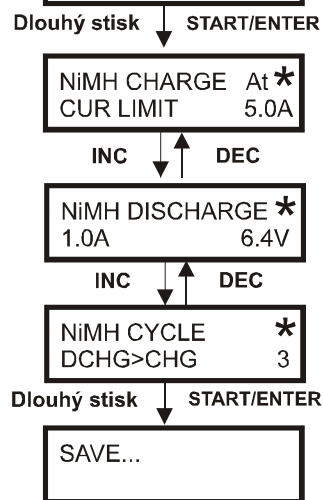 Dlouhý stisk START/ENTER
NiMH CHARGE At *
CUR LIMIT 5.0A
INC DEC
NiMH DISCHARGE *
1.0A 6.4V
INC DEC
NiMH CYCLE *
DCHG>CHG 3
Dlouhý stisk START/ENTER
SAVE...